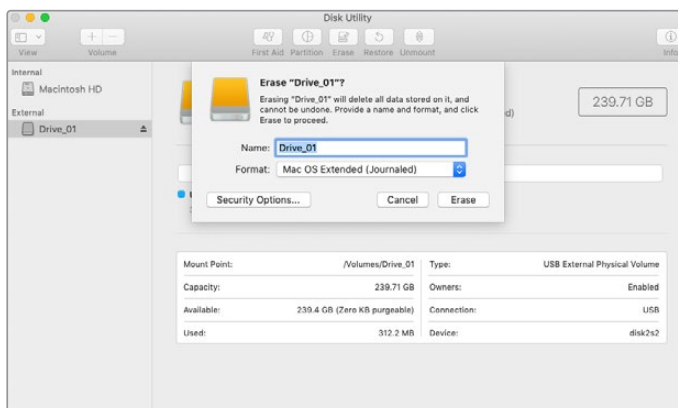 Disk Utility
View
Volume
First Aid Partition Erase Restore Unmount
Info
Internal
Macintosh HD
External
Drive_01
Erase "Drive_01"?
Erasing "Drive_01" will delete all data stored on it, and
cannot be undone. Provide a name and format, and click
Erase to proceed.
Name: Drive_01
Format: Mac OS Extended (Journaled)
Security Options... Cancel Erase
239.71 GB
Mount Point: /Volumes/Drive_01 Type: USB External Physical Volume
Capacity: 239.71 GB Owners: Enabled
Available: 239.4 GB (Zero KB purgeable) Connection: USB
Used: 312.2 MB Device: disk2s2